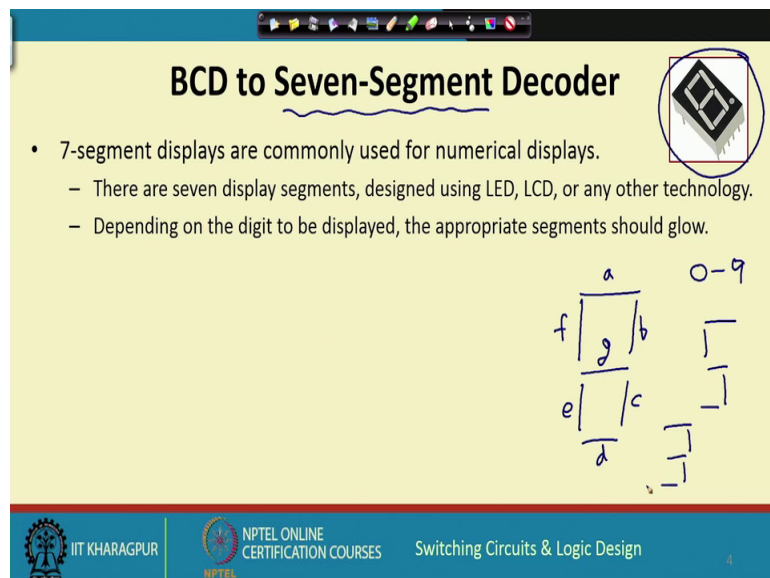 BCD to Seven-Segment Decoder
• 7-segment displays are commonly used for numerical displays.
– There are seven display segments, designed using LED, LCD, or any other technology.
– Depending on the digit to be displayed, the appropriate segments should glow.
a
0-9
f
b
g
e
c
d
IIT KHARAGPUR
NPTEL
NPTEL ONLINE
CERTIFICATION COURSES
Switching Circuits & Logic Design
4